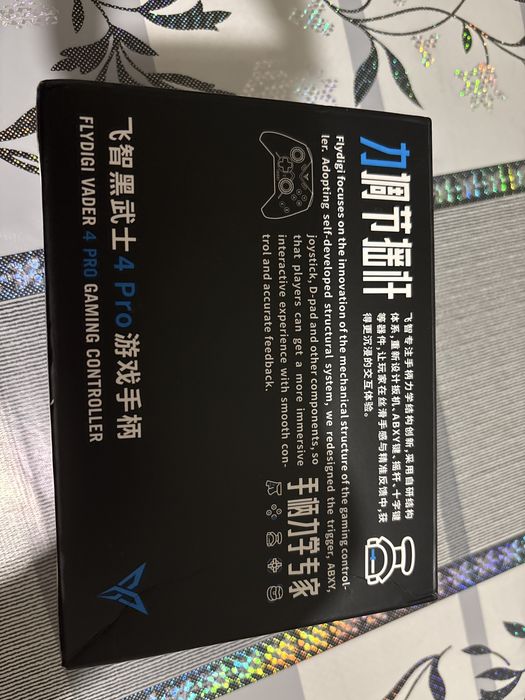 力调节摇杆
飞智专注手柄力学结构创新，采用自研结构
体系，重新设计扳机、ABXY键、摇杆、十字键
等器件，让玩家在丝滑手感与精准反馈中，获
得更沉浸的交互体验。
Flydigi focuses on the innovation of the mechanical structure of the gaming control-
ler. Adopting self-developed structural system, we redesigned the trigger, ABXY,
joystick, D-pad and other components, so
that players can get a more immersive
interactive experience with smooth con-
trol and accurate feedback.
手柄力学专家
飞智黑武士 4 Pro 游戏手柄
FLYDIGI VADER 4 PRO GAMING CONTROLLER